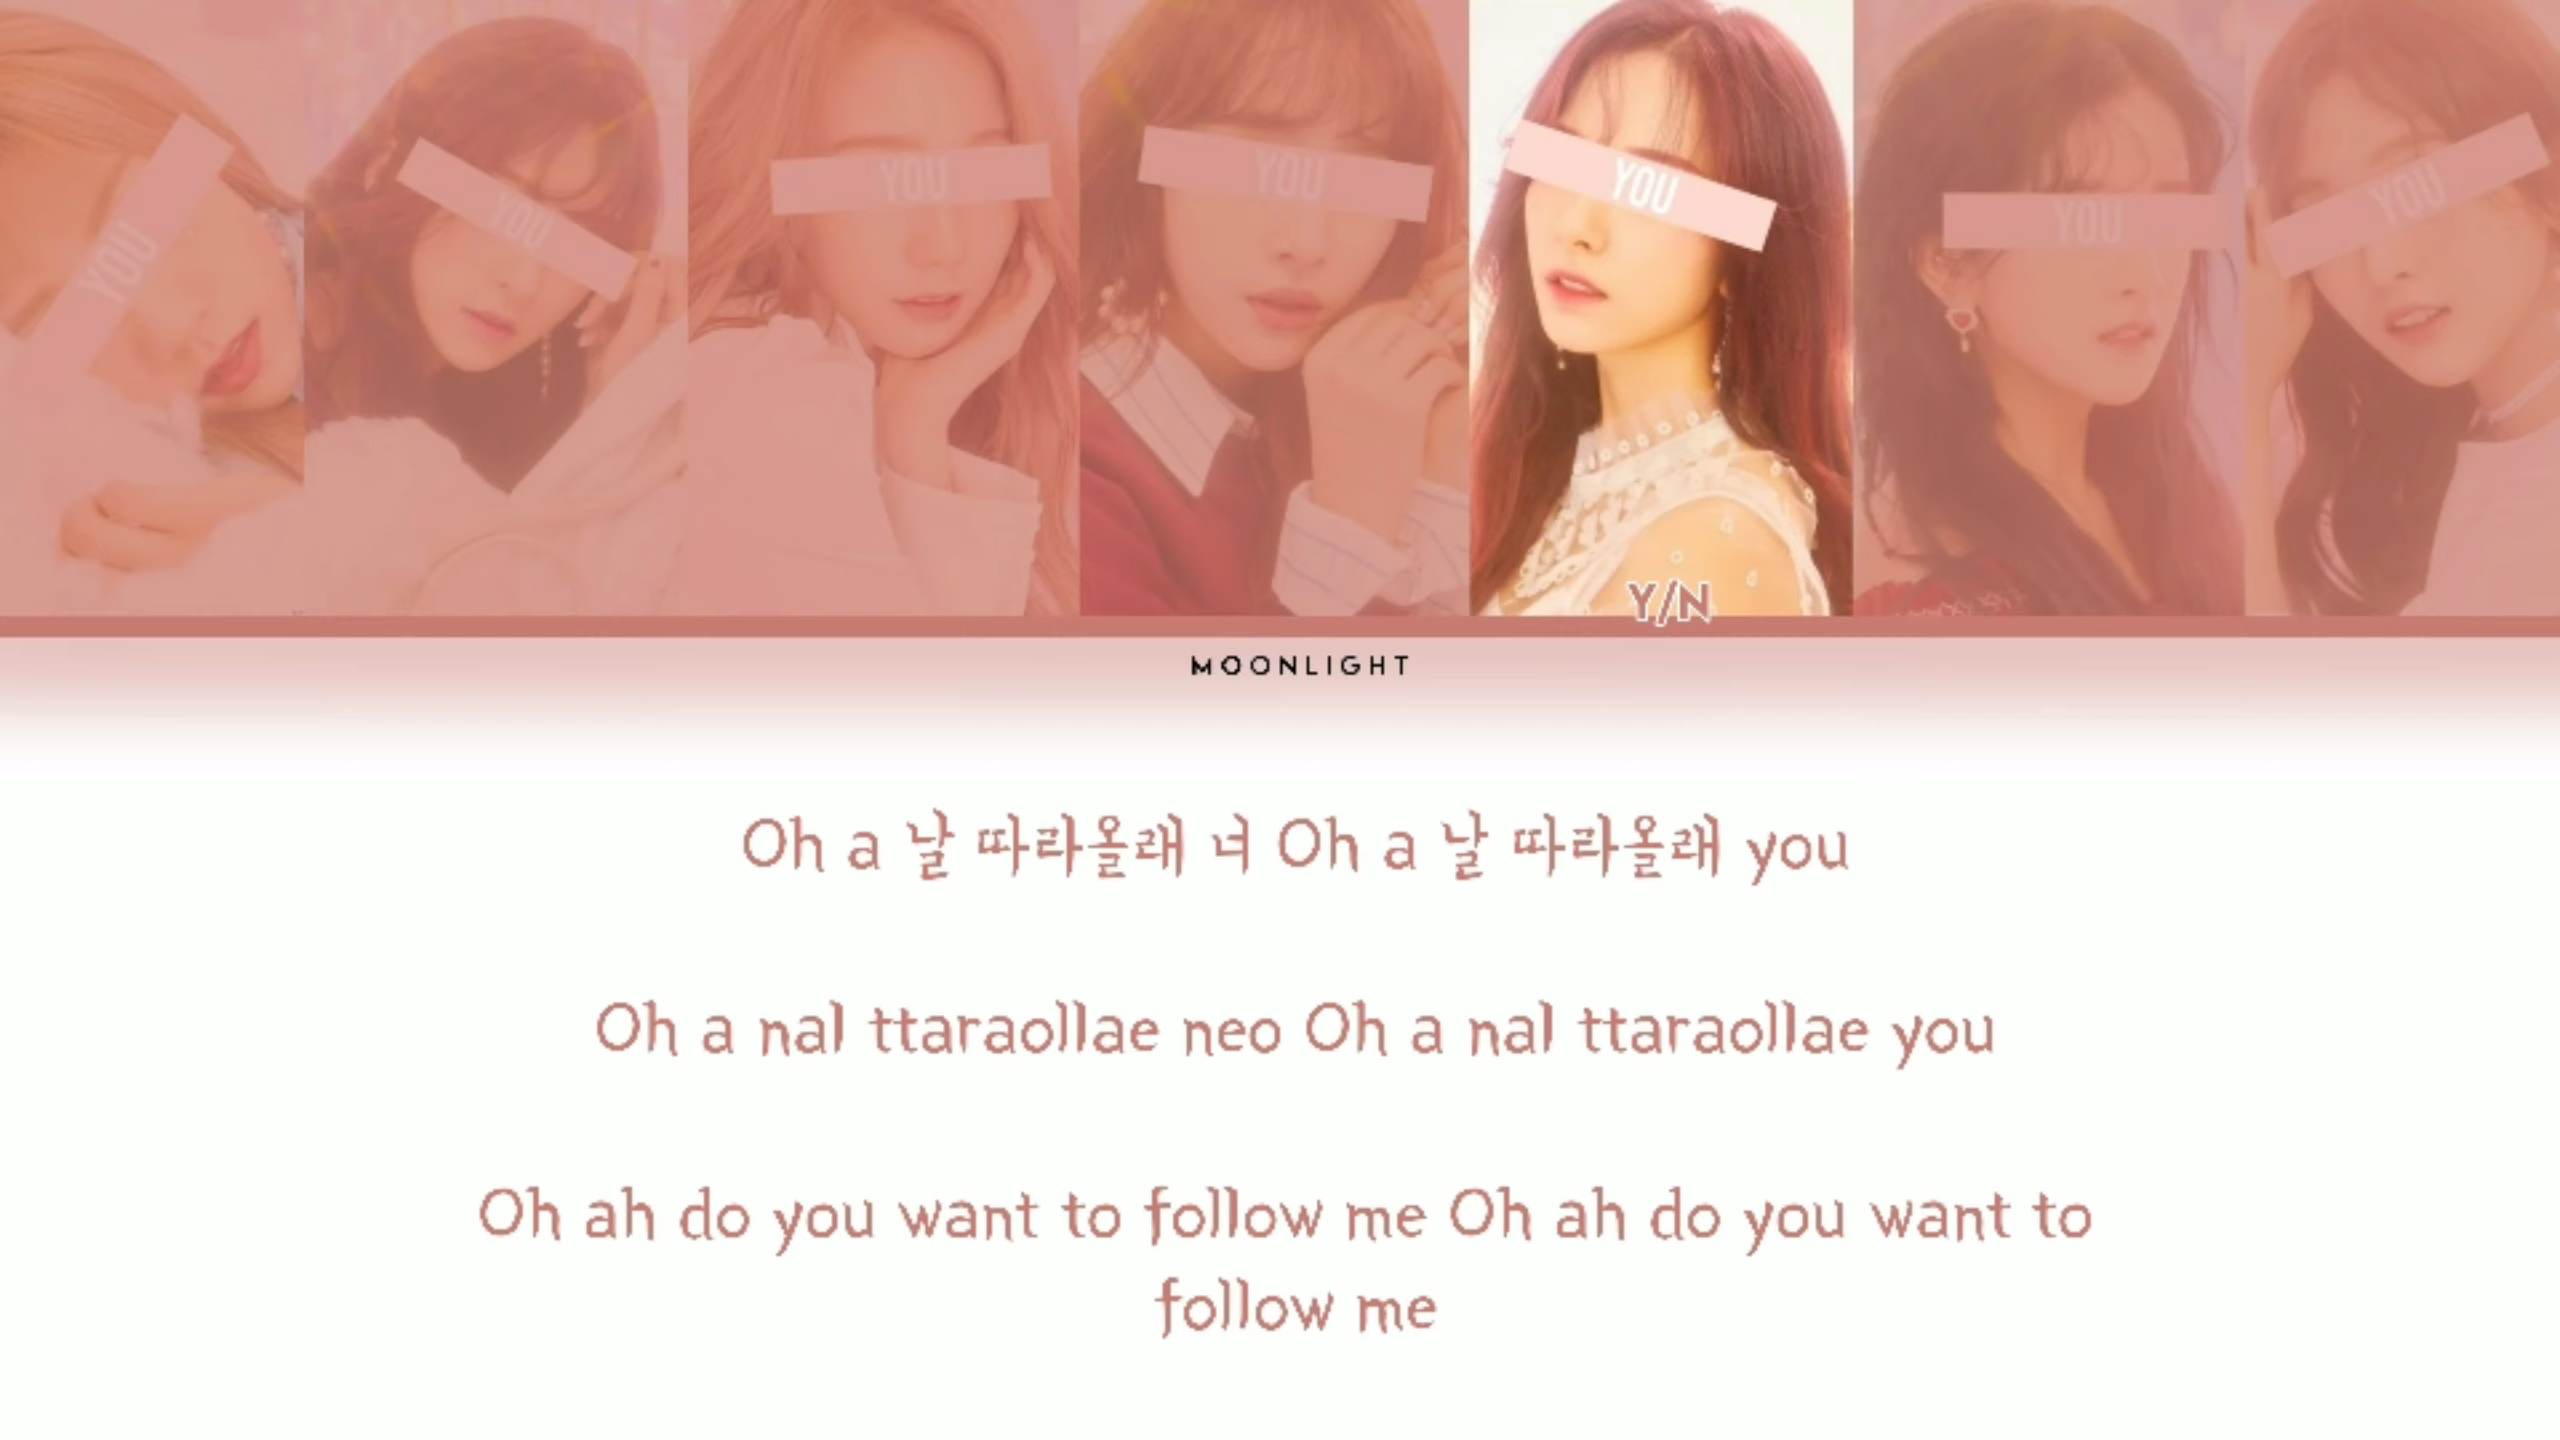 YOU
YOU
YOU
YOU
YOU
YOU
YOU
Y/N
MOONLIGHT
Oh a 날 따라올래 너 Oh a 날 따라올래 you
Oh a nal ttaraollae neo Oh a nal ttaraollae you
Oh ah do you want to follow me Oh ah do you want to
follow me